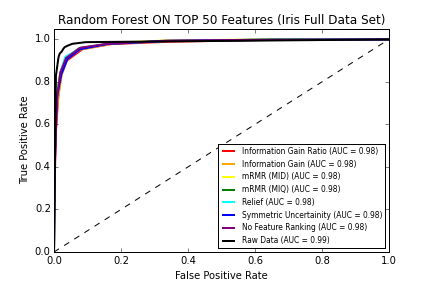 Random Forest ON TOP 50 Features (Iris Full Data Set)
1.0
0.8
0.6
0.4
0.2
0.0
True Positive Rate
Information Gain Ratio (AUC = 0.98)
Information Gain (AUC = 0.98)
mRMR (MID) (AUC = 0.98)
mRMR (MIQ) (AUC = 0.98)
Relief (AUC = 0.98)
Symmetric Uncertainity (AUC = 0.98)
No Feature Ranking (AUC = 0.98)
Raw Data (AUC = 0.99)
0.0 0.2 0.4 0.6 0.8 1.0
False Positive Rate